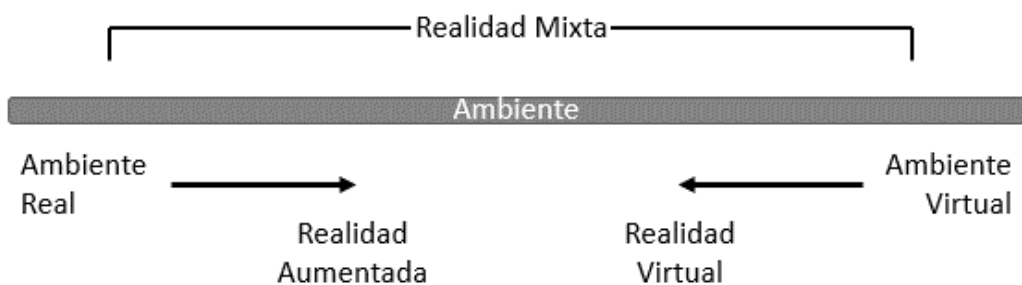 Realidad Mixta
Ambiente
Ambiente
Real
Ambiente
Virtual
Realidad
Aumentada
Realidad
Virtual